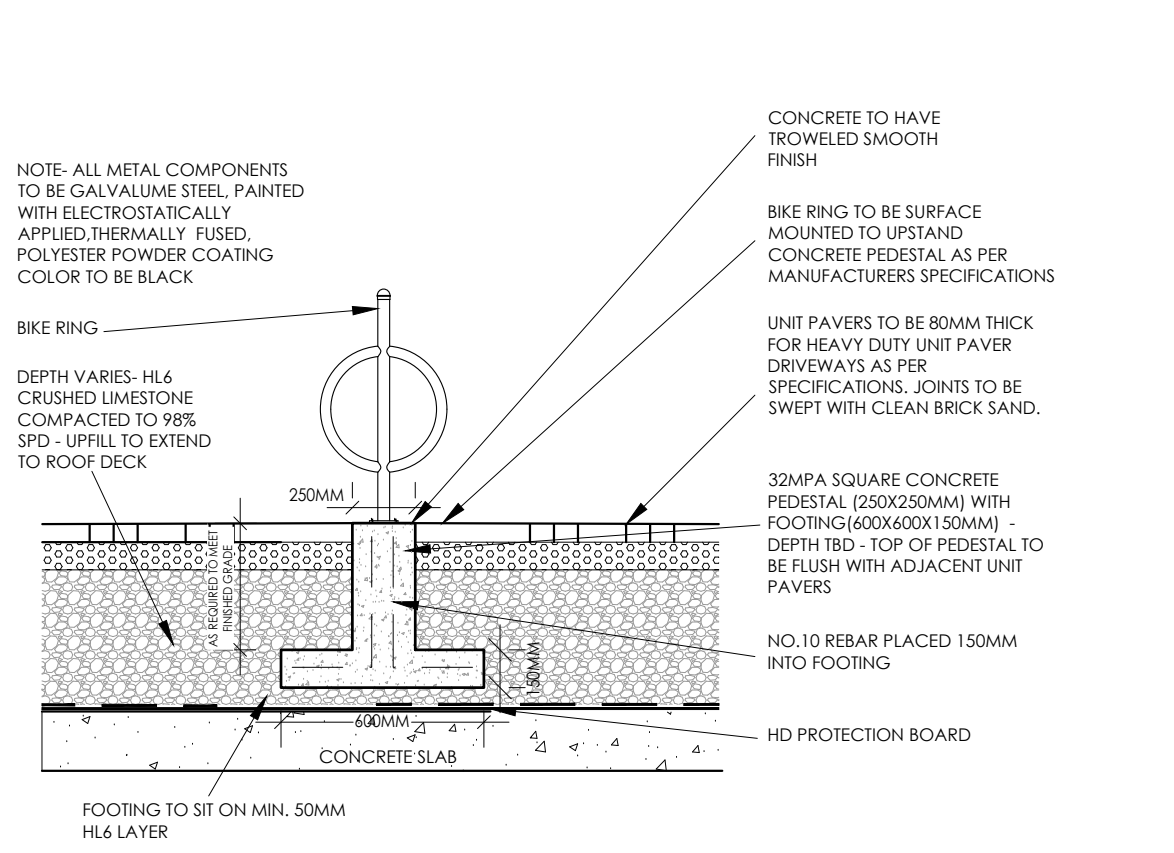 CONCRETE TO HAVE
TROWELED SMOOTH
FINISH
NOTE- ALL METAL COMPONENTS
TO BE GALVALUME STEEL, PAINTED
WITH ELECTROSTATICALLY
APPLIED,THERMALLY FUSED,
POLYESTER POWDER COATING
COLOR TO BE BLACK
BIKE RING TO BE SURFACE
MOUNTED TO UPSTAND
CONCRETE PEDESTAL AS PER
MANUFACTURERS SPECIFICATIONS
BIKE RING
UNIT PAVERS TO BE 80MM THICK
FOR HEAVY DUTY UNIT PAVER
DRIVEWAYS AS PER
SPECIFICATIONS. JOINTS TO BE
SWEPT WITH CLEAN BRICK SAND.
DEPTH VARIES- HL6
CRUSHED LIMESTONE
COMPACTED TO 98%
SPD - UPFILL TO EXTEND
TO ROOF DECK
250MM
32MPA SQUARE CONCRETE
PEDESTAL (250X250MM) WITH
FOOTING(600X600X150MM) -
DEPTH TBD - TOP OF PEDESTAL TO
BE FLUSH WITH ADJACENT UNIT
PAVERS
AS REQUIRED TO MEET
FINISHED GRADE
NO.10 REBAR PLACED 150MM
INTO FOOTING
150MM
600MM
HD PROTECTION BOARD
CONCRETE SLAB
FOOTING TO SIT ON MIN. 50MM
HL6 LAYER